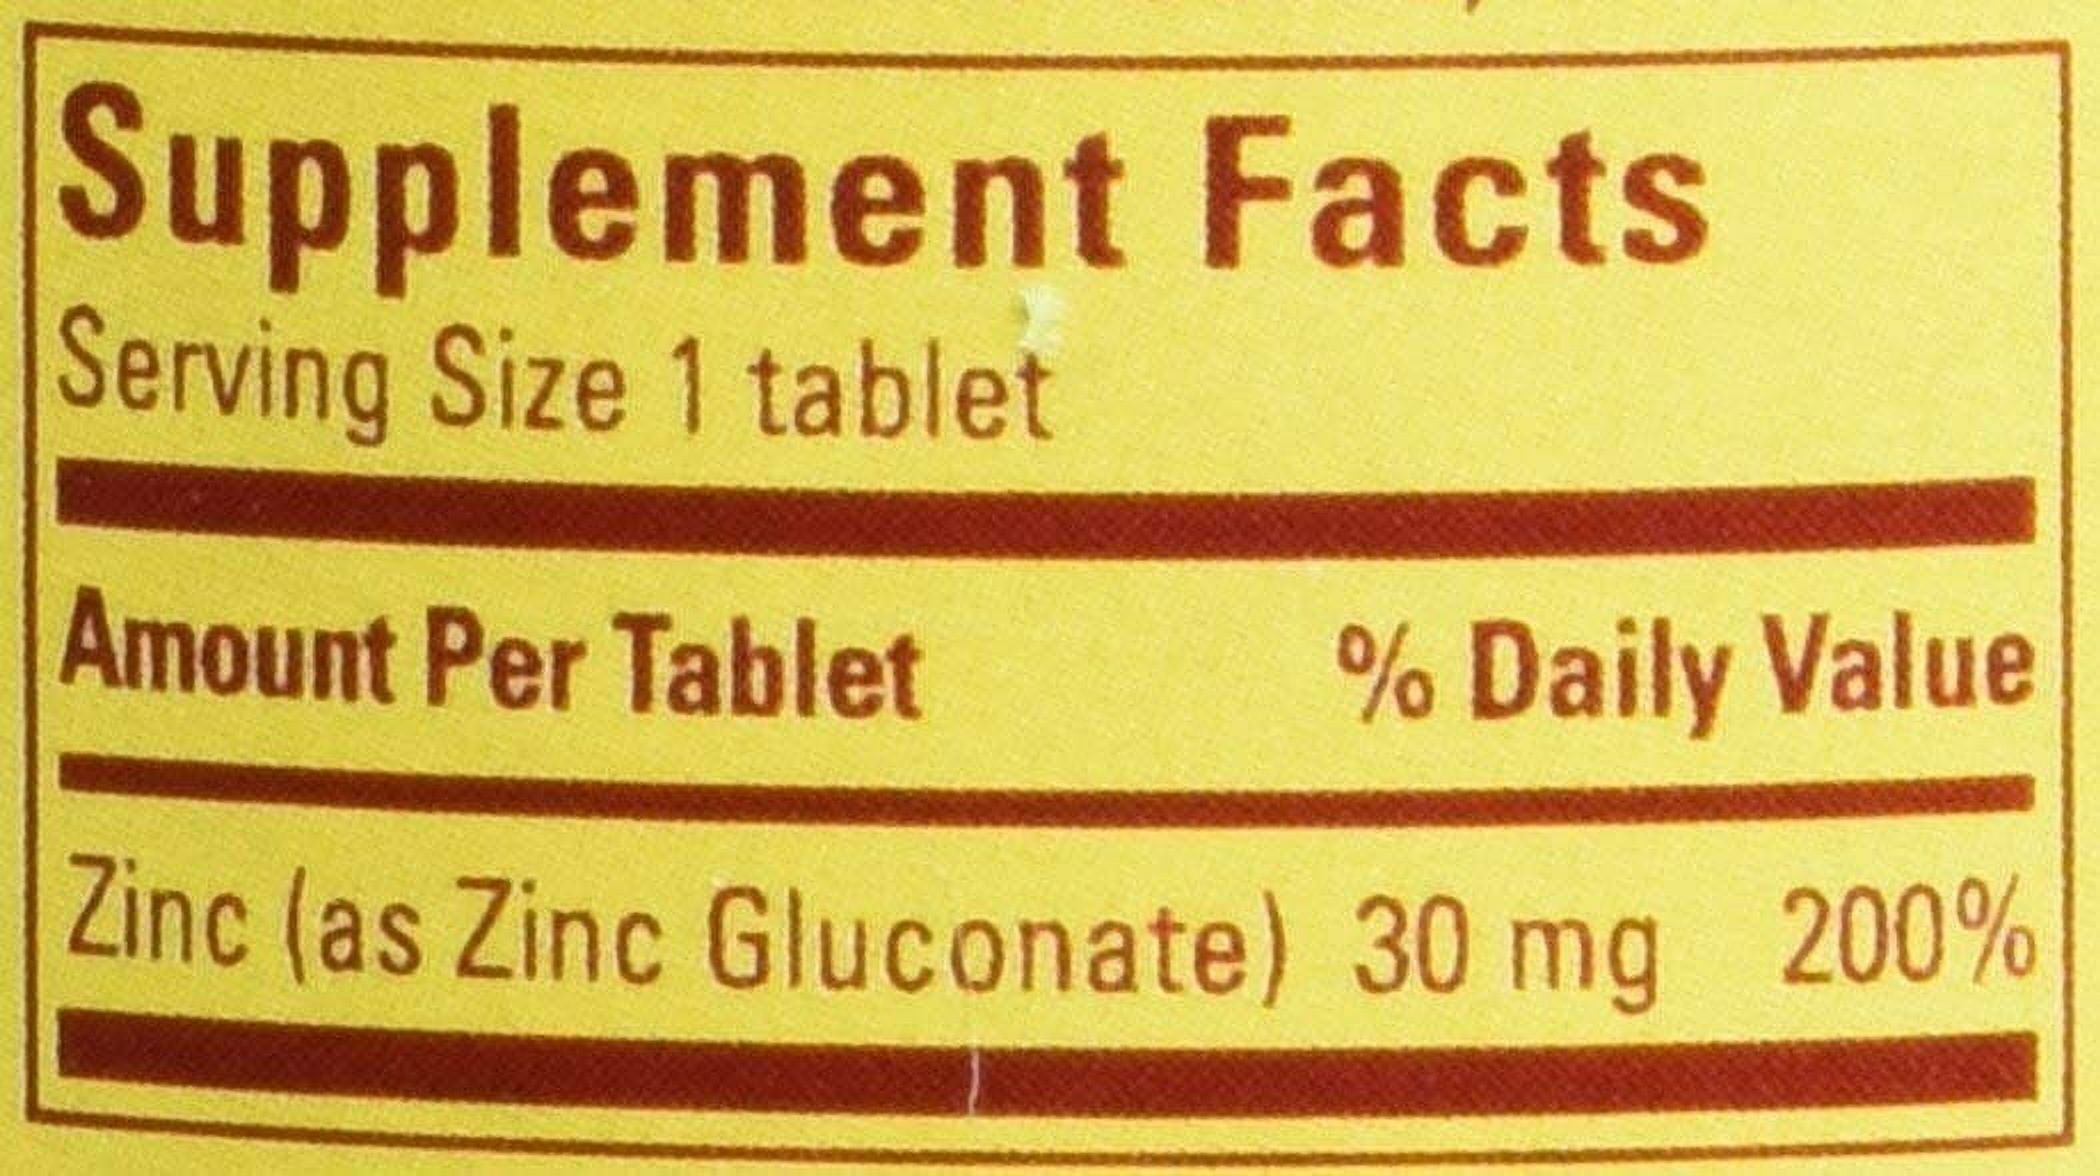 Supplement Facts
Serving Size 1 tablet
Amount Per Tablet % Daily Value
Zinc (as Zinc Gluconate) 30 mg 200%